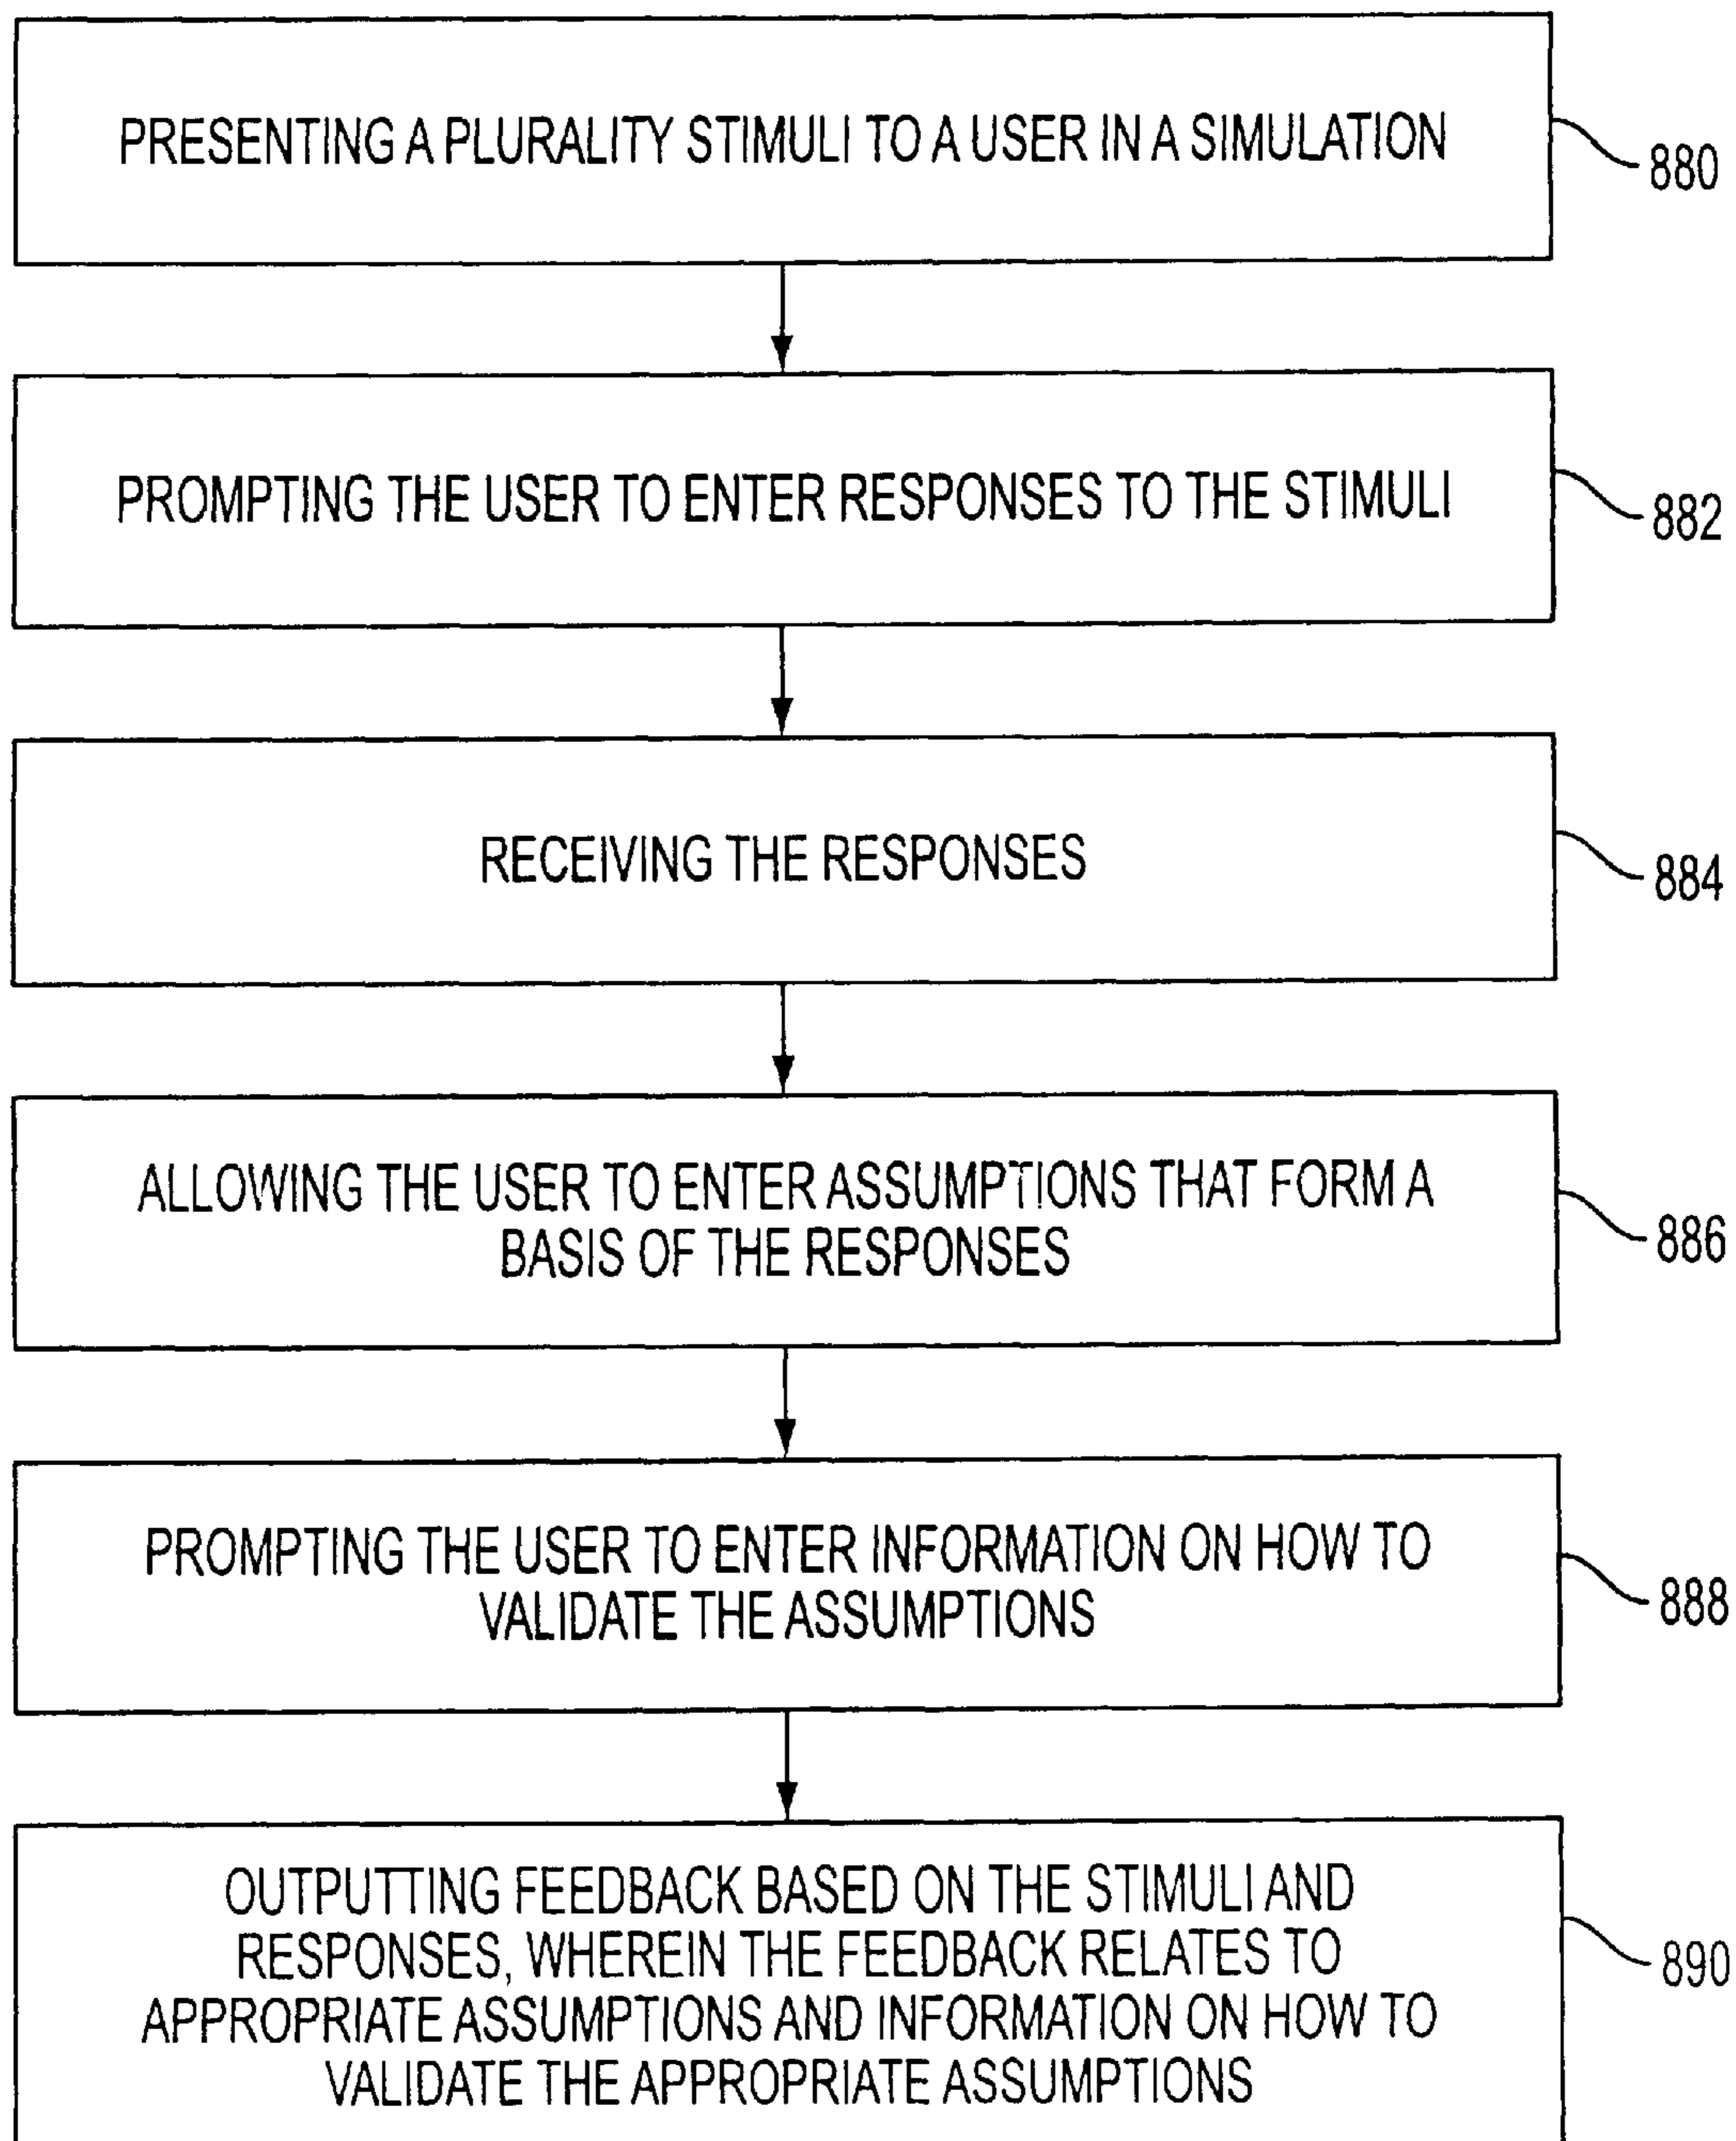 PRESENTING A PLURALITY STIMULI TO A USER IN A SIMULATION
880
PROMPTING THE USER TO ENTER RESPONSES TO THE STIMULI
882
RECEIVING THE RESPONSES
884
ALLOWING THE USER TO ENTER ASSUMPTIONS THAT FORM A
BASIS OF THE RESPONSES
886
PROMPTING THE USER TO ENTER INFORMATION ON HOW TO
VALIDATE THE ASSUMPTIONS
888
OUTPUTTING FEEDBACK BASED ON THE STIMULI AND
RESPONSES, WHEREIN THE FEEDBACK RELATES TO
APPROPRIATE ASSUMPTIONS AND INFORMATION ON HOW TO
VALIDATE THE APPROPRIATE ASSUMPTIONS
890